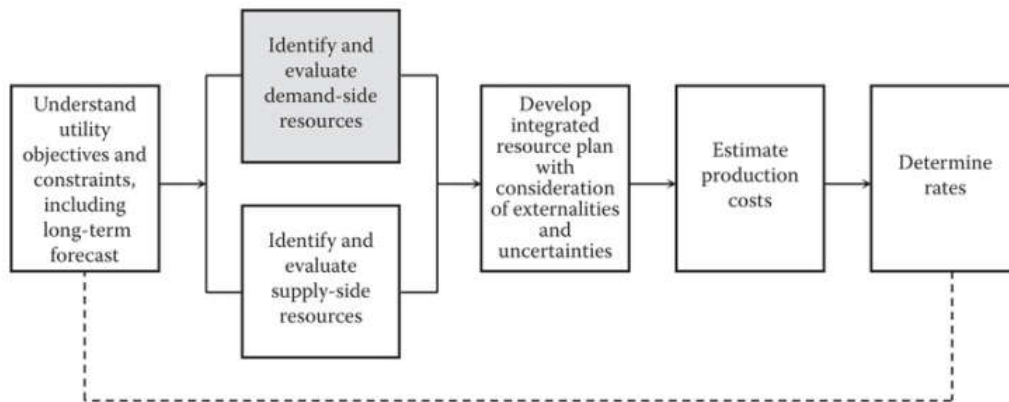 Understand
utility
objectives and
constraints,
including
long-term
forecast
Identify and
evaluate
demand-side
resources
Identify and
evaluate
supply-side
resources
Develop
integrated
resource plan
with
consideration
of externalities
and
uncertainties
Estimate
production
costs
Determine
rates